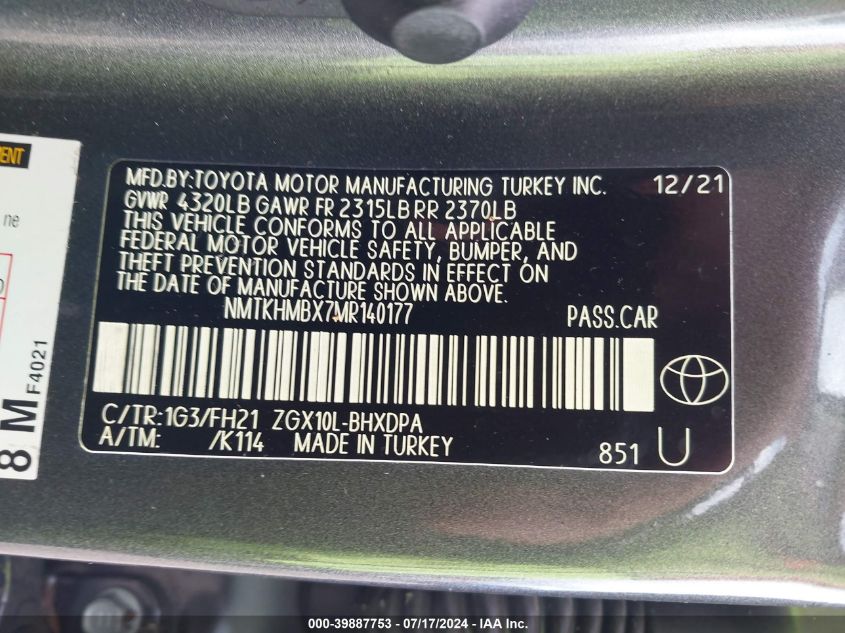 MFD.BY:TOYOTA MOTOR MANUFACTURING TURKEY INC. 12/21
GVWR 4320LB GAWR FR 2315LB RR 2370LB
THIS VEHICLE CONFORMS TO ALL APPLICABLE
FEDERAL MOTOR VEHICLE SAFETY, BUMPER, AND
THEFT PREVENTION STANDARDS IN EFFECT ON
THE DATE OF MANUFACTURE SHOWN ABOVE.
NMTKHMBX7MR140177 PASS.CAR
C/TR:1G3/FH21 ZGX10L-BHXDPA
A/TM: /K114 MADE IN TURKEY 851 U
ne
8 M F4021
000-39887753 / 07/17/2024 - IAA Inc.